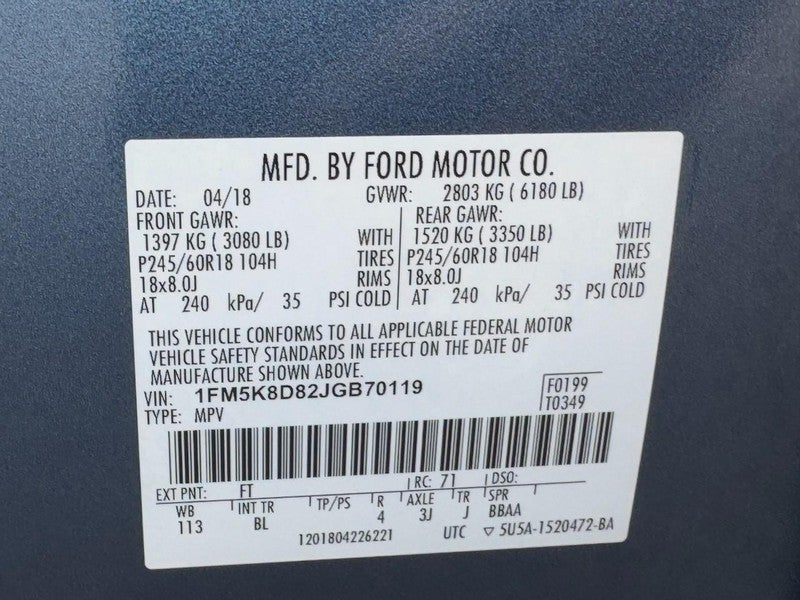 MFD. BY FORD MOTOR CO.
DATE: 04/18 GVWR: 2803 KG ( 6180 LB)
FRONT GAWR: REAR GAWR:
1397 KG ( 3080 LB) WITH 1520 KG ( 3350 LB) WITH
P245/60R18 104H TIRES P245/60R18 104H TIRES
18x8.0J RIMS 18x8.0J RIMS
AT 240 kPa/ 35 PSI COLD AT 240 kPa/ 35 PSI COLD
THIS VEHICLE CONFORMS TO ALL APPLICABLE FEDERAL MOTOR
VEHICLE SAFETY STANDARDS IN EFFECT ON THE DATE OF
MANUFACTURE SHOWN ABOVE.
VIN: 1FM5K8D82JGB70119 F0199
TYPE: MPV T0349
EXT PNT: FT RC: 71 DSO:
WB INT TR TP/PS R AXLE TR SPR
113 BL 4 3J J BBAA
1201804226221 UTC ▽ 5U5A-1520472-BA